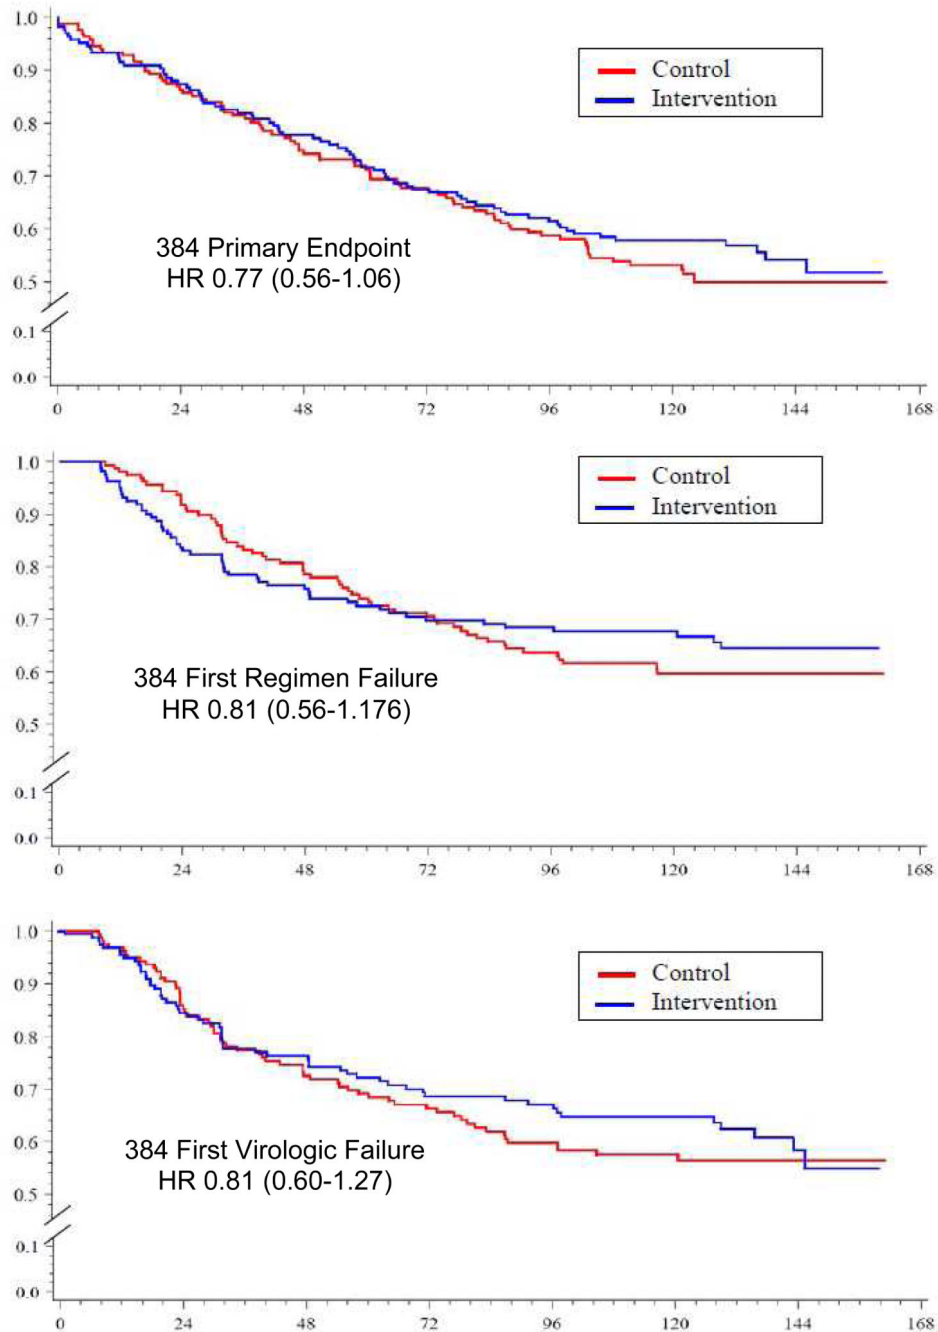 1.0
0.9
0.8
0.7
0.6
0.5
0.1
0.0
Control
Intervention
384 Primary Endpoint
HR 0.77 (0.56-1.06)
0 24 48 72 96 120 144 168
1.0
0.9
0.8
0.7
0.6
0.5
0.1
0.0
Control
Intervention
384 First Regimen Failure
HR 0.81 (0.56-1.176)
0 24 48 72 96 120 144 168
1.0
0.9
0.8
0.7
0.6
0.5
0.1
0.0
Control
Intervention
384 First Virologic Failure
HR 0.81 (0.60-1.27)
0 24 48 72 96 120 144 168